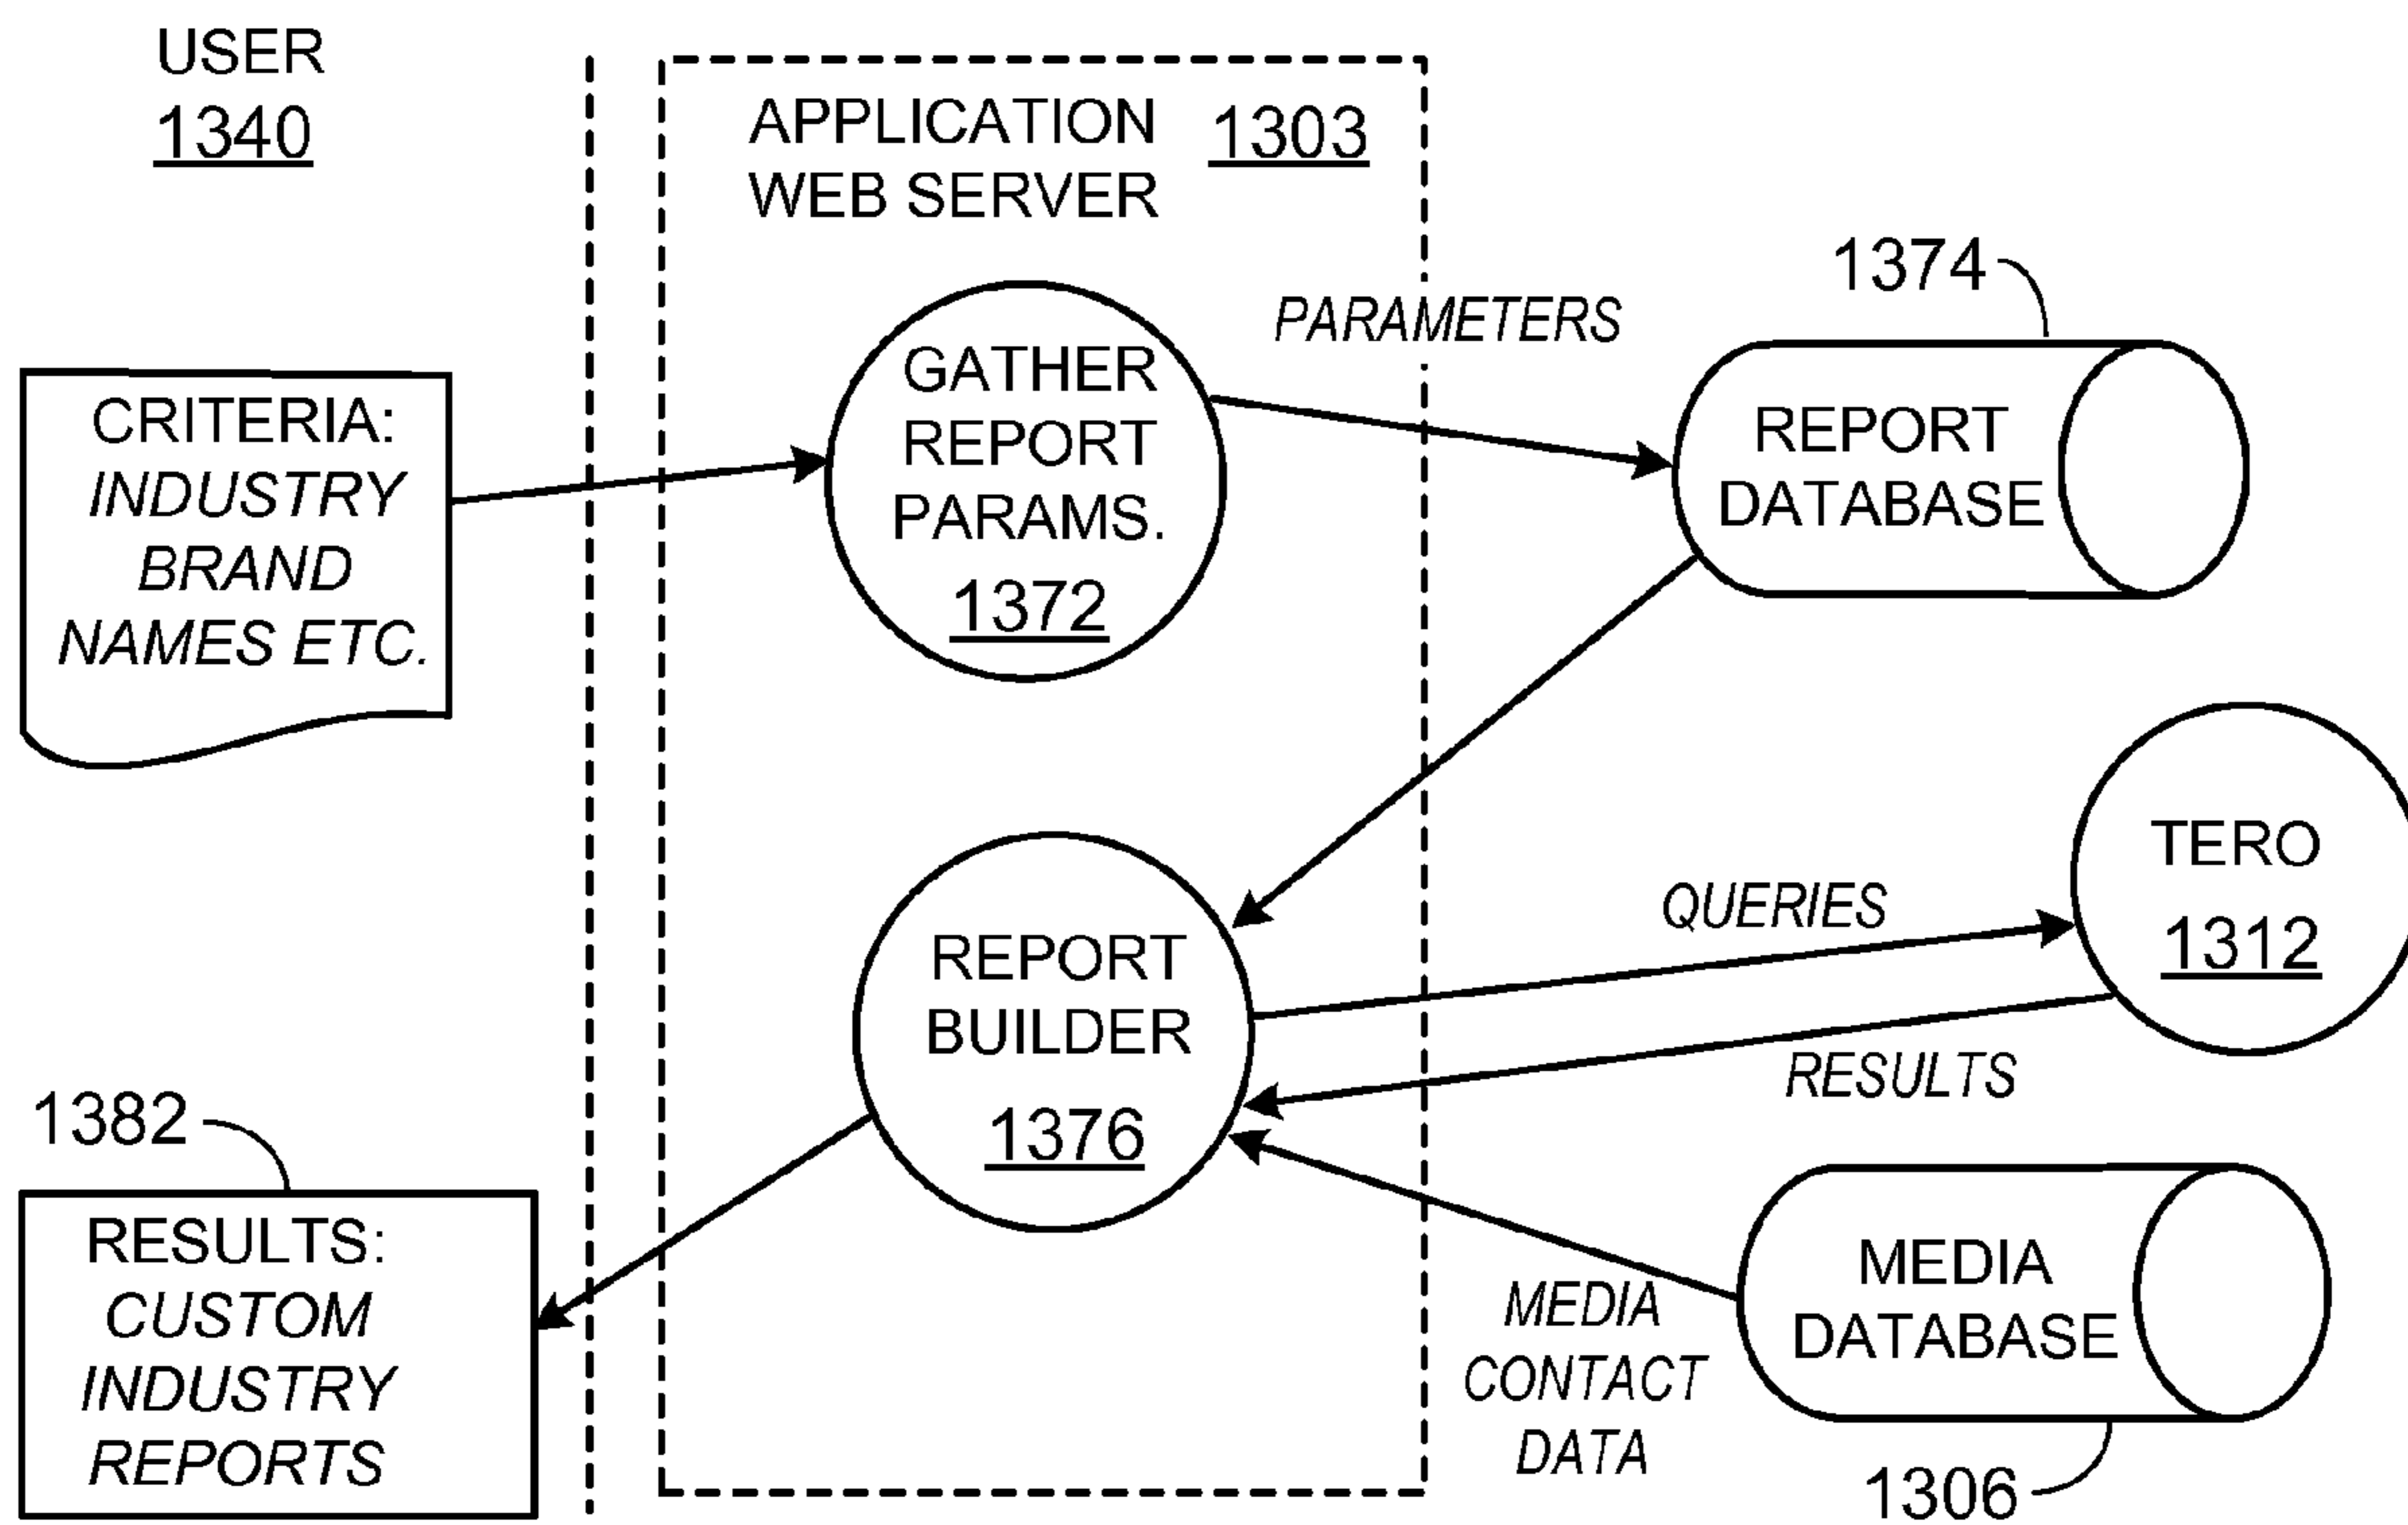 USER
1340
APPLICATION
WEB SERVER
1303
CRITERIA:
INDUSTRY
BRAND
NAMES ETC.
GATHER
REPORT
PARAMS.
1372
PARAMETERS
1374
REPORT
DATABASE
REPORT
BUILDER
1376
QUERIES
TERO
1312
RESULTS
1382
RESULTS:
CUSTOM
INDUSTRY
REPORTS
MEDIA
CONTACT
DATA
MEDIA
DATABASE
1306